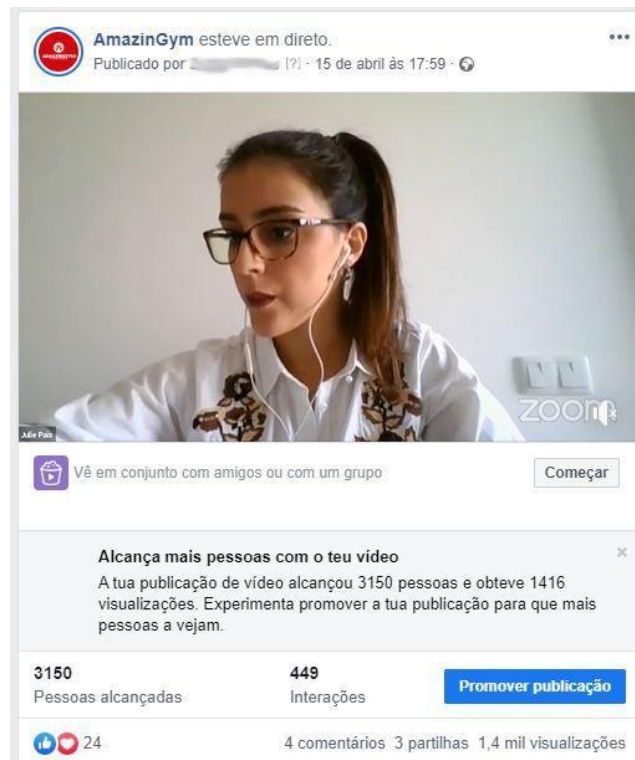 AmazinGym esteve em direto.
Publicado por [?] · 15 de abril às 17:59 ·
AMAZINGYM
zoom
Julie Pais
Vê em conjunto com amigos ou com um grupo
Começar
Alcança mais pessoas com o teu vídeo
A tua publicação de vídeo alcançou 3150 pessoas e obteve 1416
visualizações. Experimenta promover a tua publicação para que mais
pessoas a vejam.
3150
Pessoas alcançadas
449
Interações
Promover publicação
24
4 comentários 3 partilhas 1,4 mil visualizações